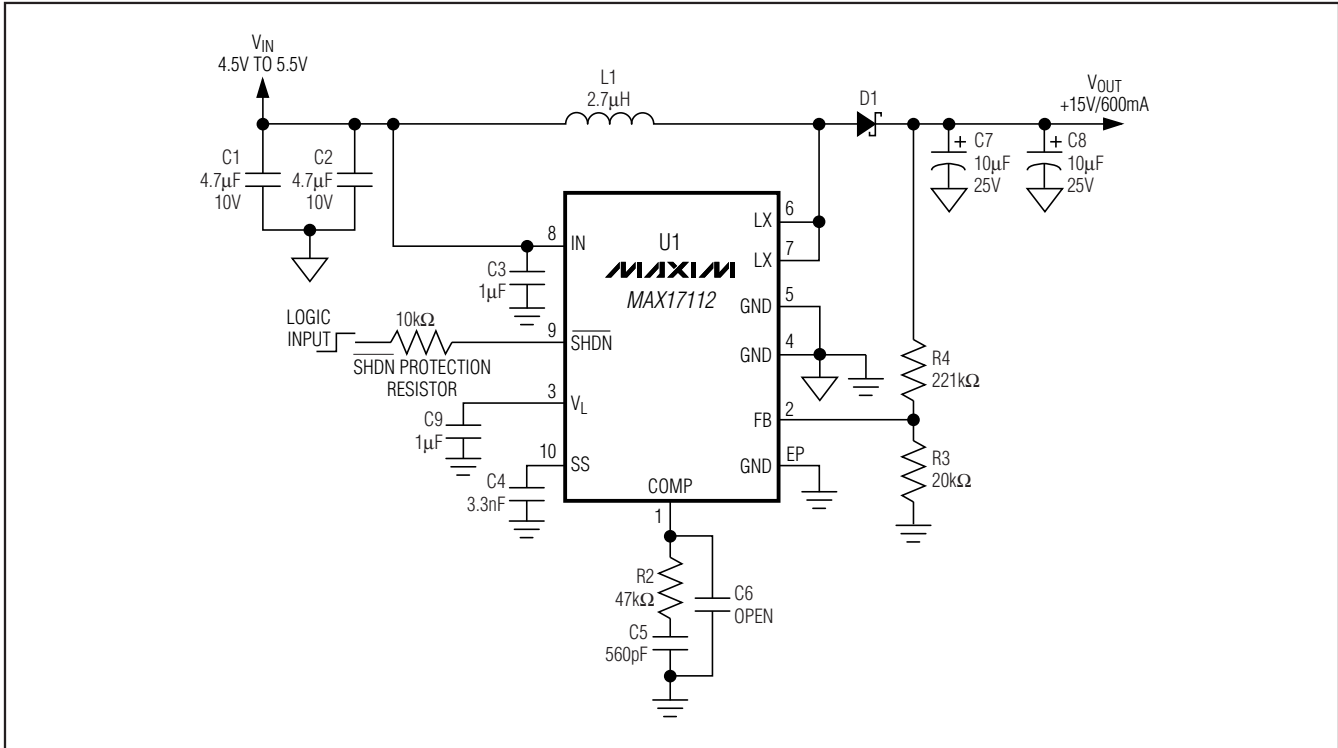 VIN
4.5V TO 5.5V
L1
2.7μH
D1
VOUT
+15V/600mA
C1
4.7μF
10V
C2
4.7μF
10V
+ C7
10μF
25V
+ C8
10μF
25V
8
IN
U1
MAXIM
MAX17112
LX
6
LX
7
GND
5
GND
4
C3
1μF
LOGIC
INPUT
10kΩ
SHDN PROTECTION
RESISTOR
9
SHDN
3
VL
C9
1μF
10
SS
C4
3.3nF
FB
2
GND
EP
R4
221kΩ
R3
20kΩ
COMP
1
R2
47kΩ
C6
OPEN
C5
560pF